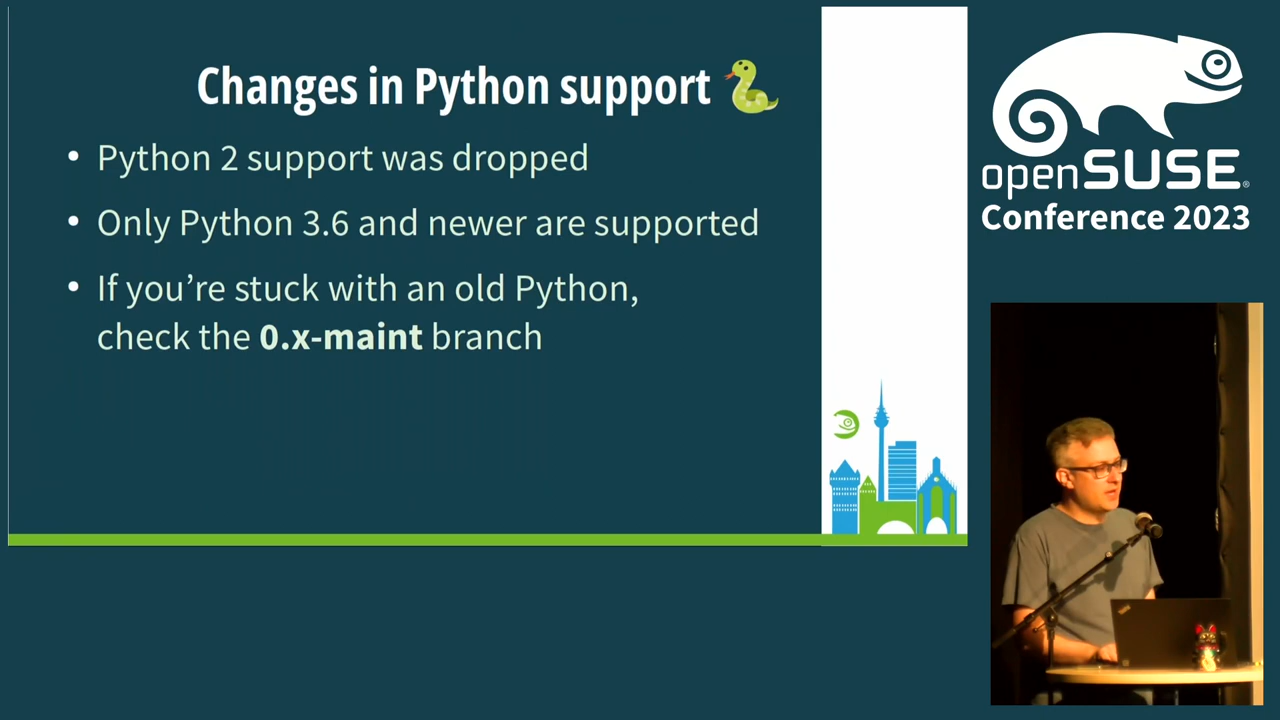 Changes in Python support
Python 2 support was dropped
Only Python 3.6 and newer are supported
If you’re stuck with an old Python,
check the 0.x-maint branch
openSUSE®
Conference 2023